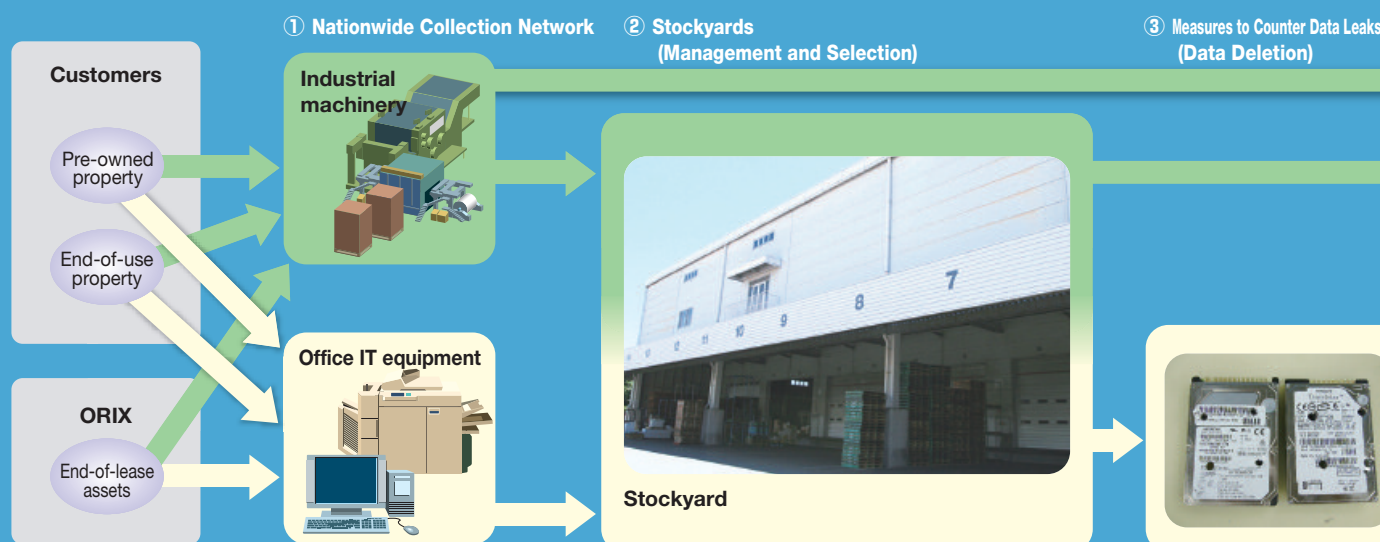 ① Nationwide Collection Network
② Stockyards
(Management and Selection)
③ Measures to Counter Data Leaks
(Data Deletion)
Customers
Pre-owned
property
End-of-use
property
ORIX
End-of-lease
assets
Industrial
machinery
Office IT equipment
7
8
9
10
11
12
Stockyard